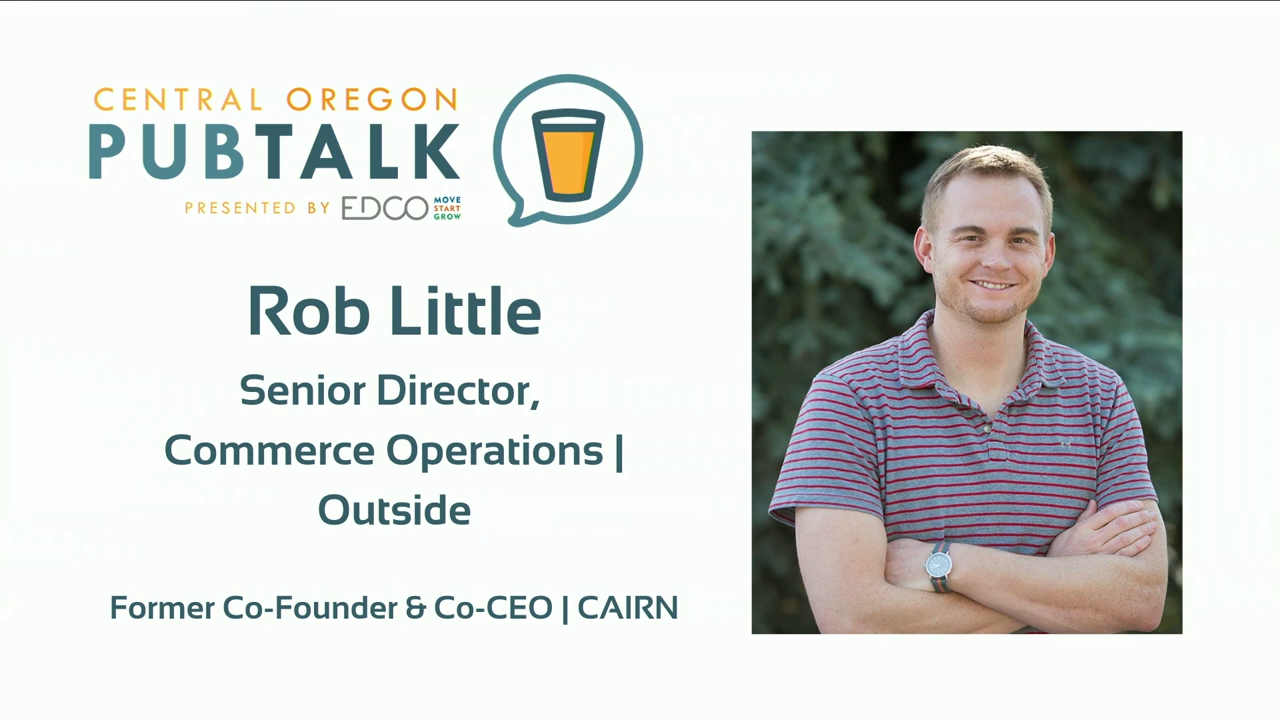 CENTRAL OREGON
PUBTALK
PRESENTED BY EDCO MOVE
START
GROW
Rob Little
Senior Director,
Commerce Operations |
Outside
Former Co-Founder & Co-CEO | CAIRN